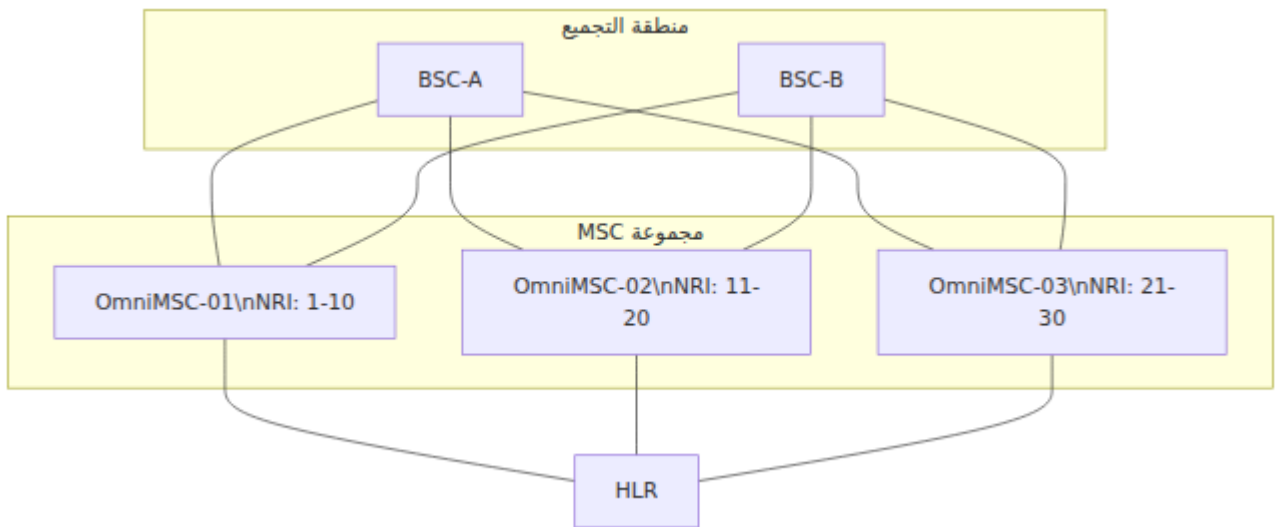 منطقة التجميع
BSC-A
BSC-B
مجموعة MSC
OmniMSC-01\nNRI: 1-10
OmniMSC-02\nNRI: 11-
20
OmniMSC-03\nNRI: 21-
30
HLR